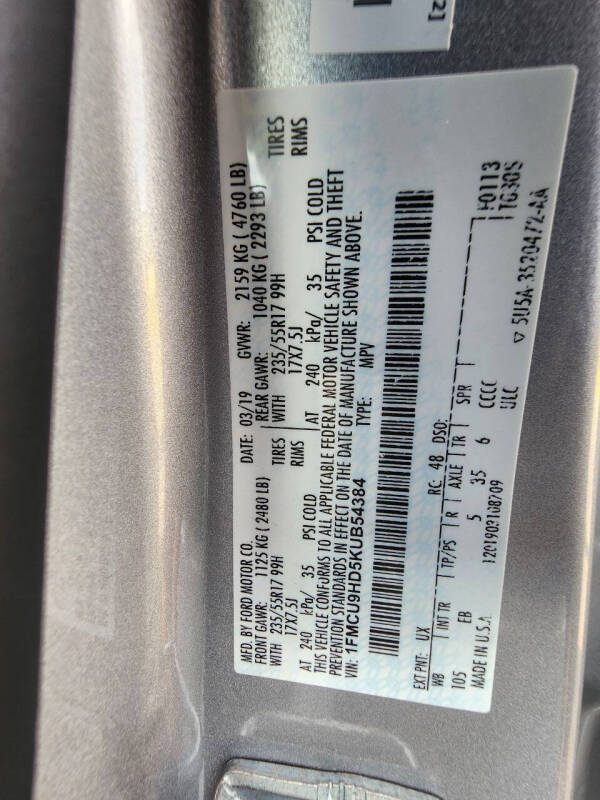 2]
MFD. BY FORD MOTOR CO.
DATE: 03/19 GVWR: 2159 KG ( 4760 LB)
FRONT GAWR: 1125 KG ( 2480 LB) REAR GAWR: 1040 KG ( 2293 LB)
WITH 235/55R17 99H TIRES WITH 235/55R17 99H TIRES
17X7.5J RIMS 17X7.5J RIMS
AT 240 kPa/ 35 PSI COLD AT 240 kPa/ 35 PSI COLD
THIS VEHICLE CONFORMS TO ALL APPLICABLE FEDERAL MOTOR VEHICLE SAFETY AND THEFT
PREVENTION STANDARDS IN EFFECT ON THE DATE OF MANUFACTURE SHOWN ABOVE.
VIN: 1FMCU9HD5KUB54384 TYPE: MPV
EXT PNT: UX RC: 48 DSO: F0113
WB INT TR TP/PS R AXLE TR SPR TG305
105 EB 5 35 6 CCCC
MADE IN U.S.A. ULC
▽ 5U5A-3520472-AA